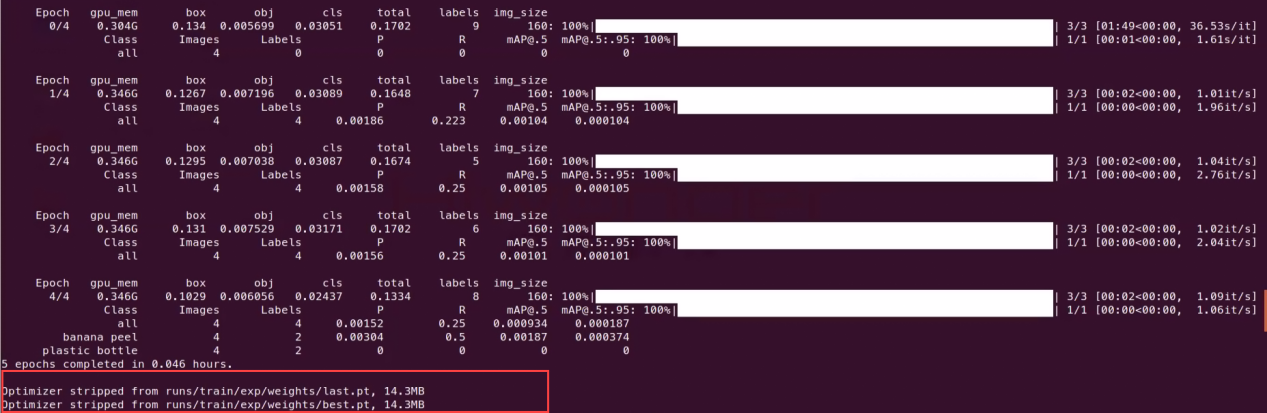 Epoch gpu_mem box obj cls total labels img_size
0/4 0.304G 0.134 0.005699 0.03051 0.1702 9 160: 100%| | 3/3 [01:49<00:00, 36.53s/it]
Class Images Labels P R mAP@.5 mAP@.5:.95: 100%| | 1/1 [00:01<00:00, 1.61s/it]
all 4 0 0 0 0 0
Epoch gpu_mem box obj cls total labels img_size
1/4 0.346G 0.1267 0.007196 0.03089 0.1648 7 160: 100%| | 3/3 [00:02<00:00, 1.01it/s]
Class Images Labels P R mAP@.5 mAP@.5:.95: 100%| | 1/1 [00:00<00:00, 1.96it/s]
all 4 4 0.00186 0.223 0.00104 0.000104
Epoch gpu_mem box obj cls total labels img_size
2/4 0.346G 0.1295 0.007038 0.03087 0.1674 5 160: 100%| | 3/3 [00:02<00:00, 1.04it/s]
Class Images Labels P R mAP@.5 mAP@.5:.95: 100%| | 1/1 [00:00<00:00, 2.76it/s]
all 4 4 0.00158 0.25 0.00105 0.000105
Epoch gpu_mem box obj cls total labels img_size
3/4 0.346G 0.131 0.007529 0.03171 0.1702 6 160: 100%| | 3/3 [00:02<00:00, 1.02it/s]
Class Images Labels P R mAP@.5 mAP@.5:.95: 100%| | 1/1 [00:00<00:00, 2.04it/s]
all 4 4 0.00156 0.25 0.00101 0.000101
Epoch gpu_mem box obj cls total labels img_size
4/4 0.346G 0.1029 0.006056 0.02437 0.1334 8 160: 100%| | 3/3 [00:02<00:00, 1.09it/s]
Class Images Labels P R mAP@.5 mAP@.5:.95: 100%| | 1/1 [00:00<00:00, 1.06it/s]
all 4 4 0.00152 0.25 0.000934 0.000187
banana peel 4 2 0.00304 0.5 0.00187 0.000374
plastic bottle 4 2 0 0 0 0
5 epochs completed in 0.046 hours.
Optimizer stripped from runs/train/exp/weights/last.pt, 14.3MB
Optimizer stripped from runs/train/exp/weights/best.pt, 14.3MB